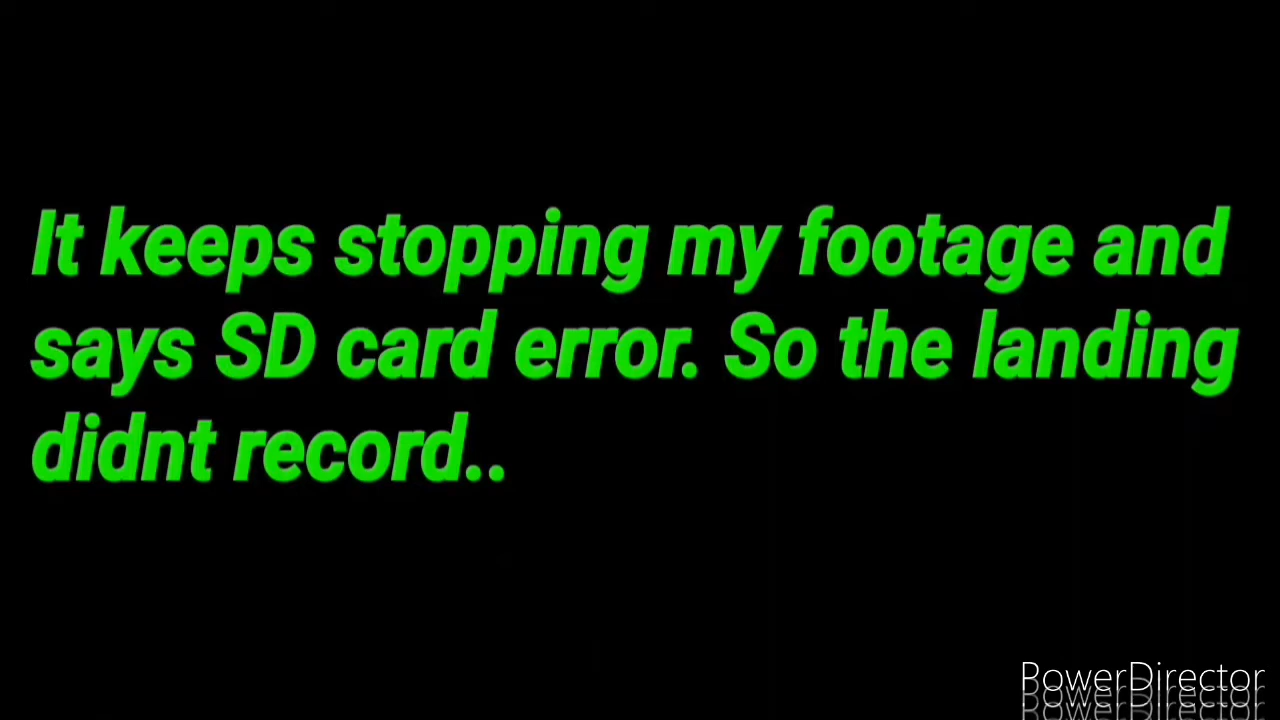 It keeps stopping my footage and
says SD card error. So the landing
didnt record..
PowerDirector